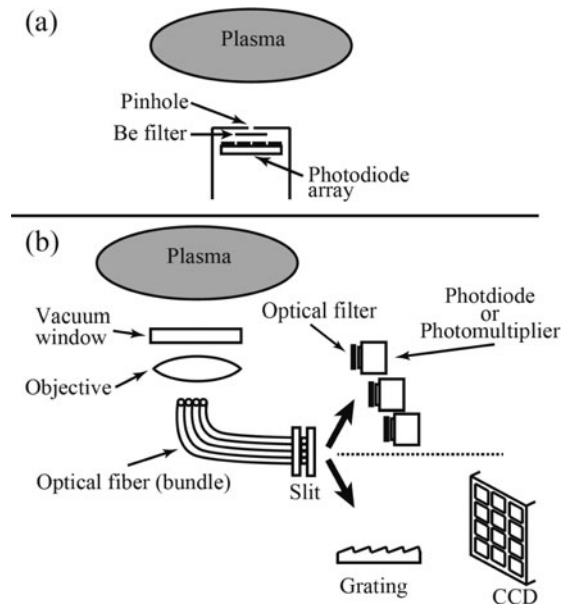 (a)
Plasma
Pinhole
Be filter
Photodiode
array
(b)
Plasma
Vacuum
window
Objective
Optical fiber (bundle)
Slit
Optical filter
Photdiode
or
Photomultiplier
Grating
CCD